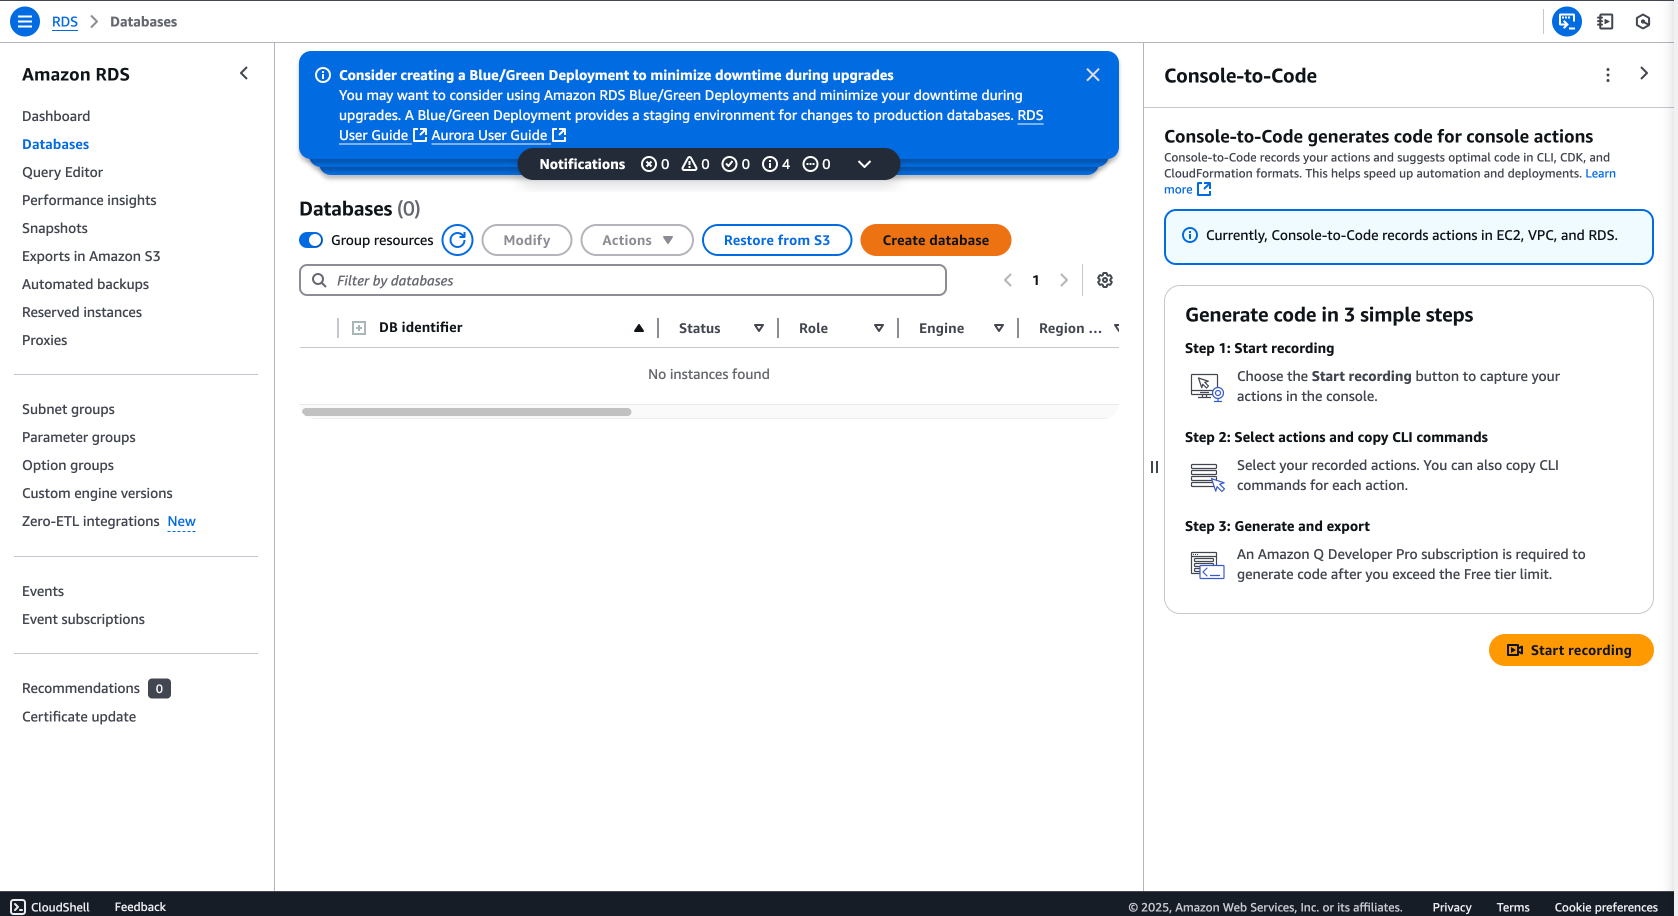 RDS > Databases
Amazon RDS
Dashboard
Databases
Query Editor
Performance insights
Snapshots
Exports in Amazon S3
Automated backups
Reserved instances
Proxies
Subnet groups
Parameter groups
Option groups
Custom engine versions
Zero-ETL integrations New
Events
Event subscriptions
Recommendations 0
Certificate update
Consider creating a Blue/Green Deployment to minimize downtime during upgrades
You may want to consider using Amazon RDS Blue/Green Deployments and minimize your downtime during
upgrades. A Blue/Green Deployment provides a staging environment for changes to production databases. RDS
User Guide Aurora User Guide
Notifications 0 0 0 4 0
Databases (0)
Group resources Modify Actions Restore from S3 Create database
Filter by databases 1
DB identifier Status Role Engine Region ...
No instances found
Console-to-Code
Console-to-Code generates code for console actions
Console-to-Code records your actions and suggests optimal code in CLI, CDK, and
CloudFormation formats. This helps speed up automation and deployments. Learn
more
Currently, Console-to-Code records actions in EC2, VPC, and RDS.
Generate code in 3 simple steps
Step 1: Start recording
Choose the Start recording button to capture your
actions in the console.
Step 2: Select actions and copy CLI commands
Select your recorded actions. You can also copy CLI
commands for each action.
Step 3: Generate and export
An Amazon Q Developer Pro subscription is required to
generate code after you exceed the Free tier limit.
Start recording
CloudShell Feedback © 2025, Amazon Web Services, Inc. or its affiliates. Privacy Terms Cookie preferences